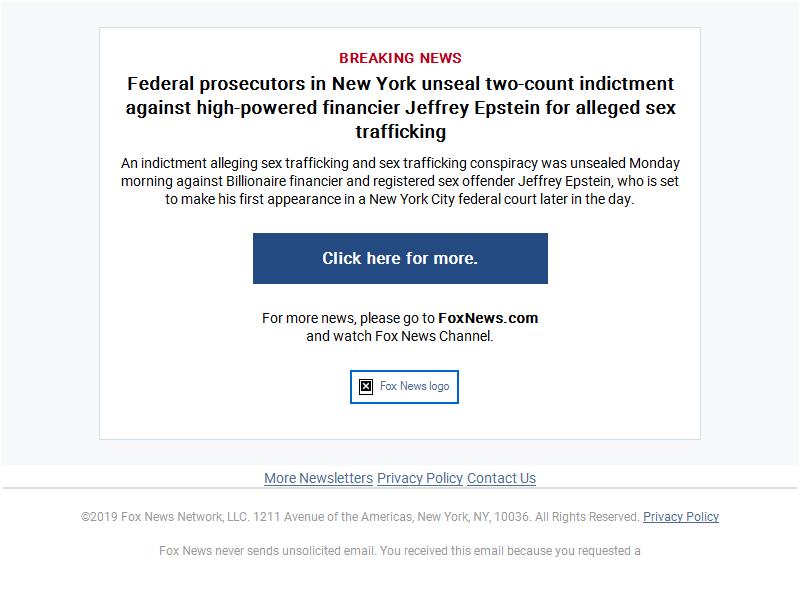 BREAKING NEWS
Federal prosecutors in New York unseal two-count indictment
against high-powered financier Jeffrey Epstein for alleged sex
trafficking
An indictment alleging sex trafficking and sex trafficking conspiracy was unsealed Monday
morning against Billionaire financier and registered sex offender Jeffrey Epstein, who is set
to make his first appearance in a New York City federal court later in the day.
Click here for more.
For more news, please go to FoxNews.com
and watch Fox News Channel.
Fox News logo
More Newsletters Privacy Policy Contact Us
©2019 Fox News Network, LLC. 1211 Avenue of the Americas, New York, NY, 10036. All Rights Reserved. Privacy Policy
Fox News never sends unsolicited email. You received this email because you requested a